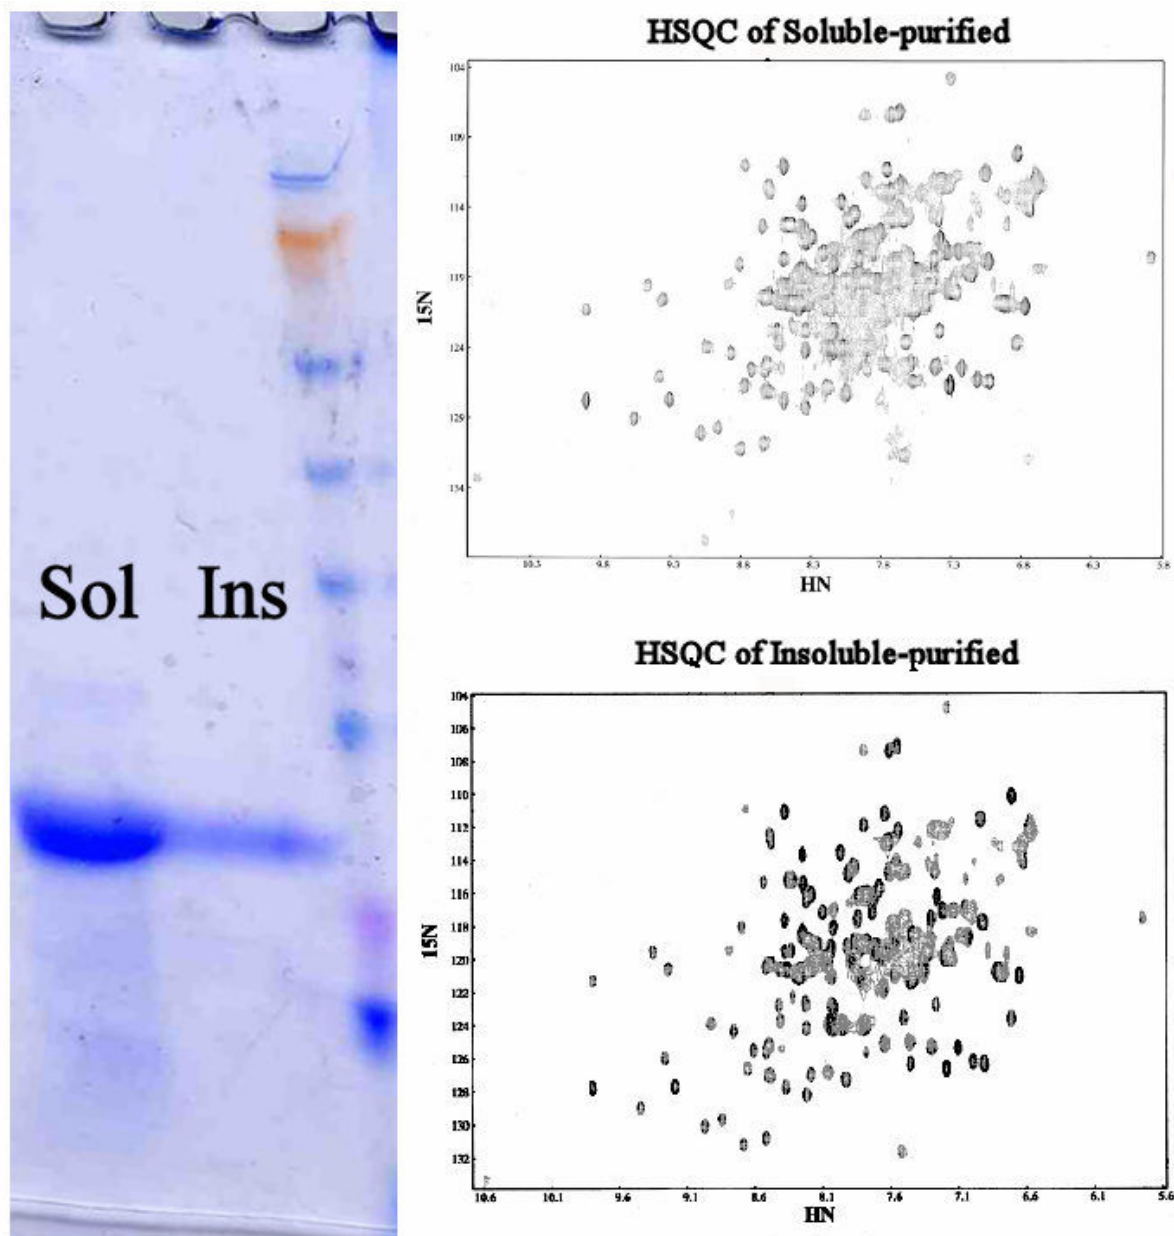 Sol Ins
HSQC of Soluble-purified
104
109
114
119
124
129
134
15N
10.3 9.8 9.3 8.8 8.3 7.8 7.3 6.8 6.3 5.8
HN
HSQC of Insoluble-purified
104
106
108
110
112
114
116
118
120
122
124
126
128
130
132
15N
10.6 10.1 9.6 9.1 8.6 8.1 7.6 7.1 6.6 6.1 5.6
HN